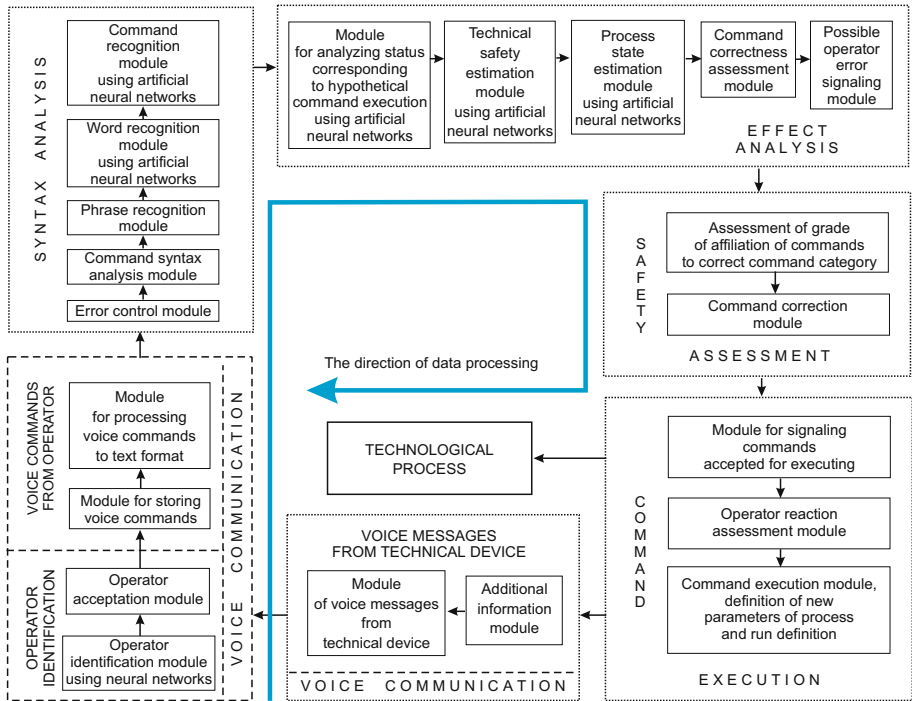 Command
recognition
module
using artificial
neural networks
Word recognition
module
using artificial
neural networks
Phrase recognition
module
Command syntax
analysis module
Error control module
SYNTAX ANALYSIS
Module
for analyzing status
corresponding
to hypothetical
command execution
using artificial
neural networks
Technical
safety
estimation
module
using artificial
neural networks
Process
state
estimation
module
using artificial
neural networks
Command
correctness
assessment
module
Possible
operator
error
signaling
module
EFFECT
ANALYSIS
SAFETY
Assessment of grade
of affiliation of commands
to correct command category
Command correction
module
ASSESSMENT
The direction of data processing
TECHNOLOGICAL
PROCESS
COMMAND
Module for signaling
commands
accepted for executing
Operator reaction
assessment module
Command execution module,
definition of new
parameters of process
and run definition
EXECUTION
VOICE MESSAGES
FROM TECHNICAL DEVICE
Module
of voice messages
from
technical device
Additional
information
module
VOICE COMMUNICATION
VOICE COMMANDS
FROM OPERATOR
Module
for processing
voice commands
to text format
Module for storing
voice commands
OPERATOR
IDENTIFICATION
Operator
acceptation module
Operator
identification module
using neural networks
VOICE COMMUNICATION